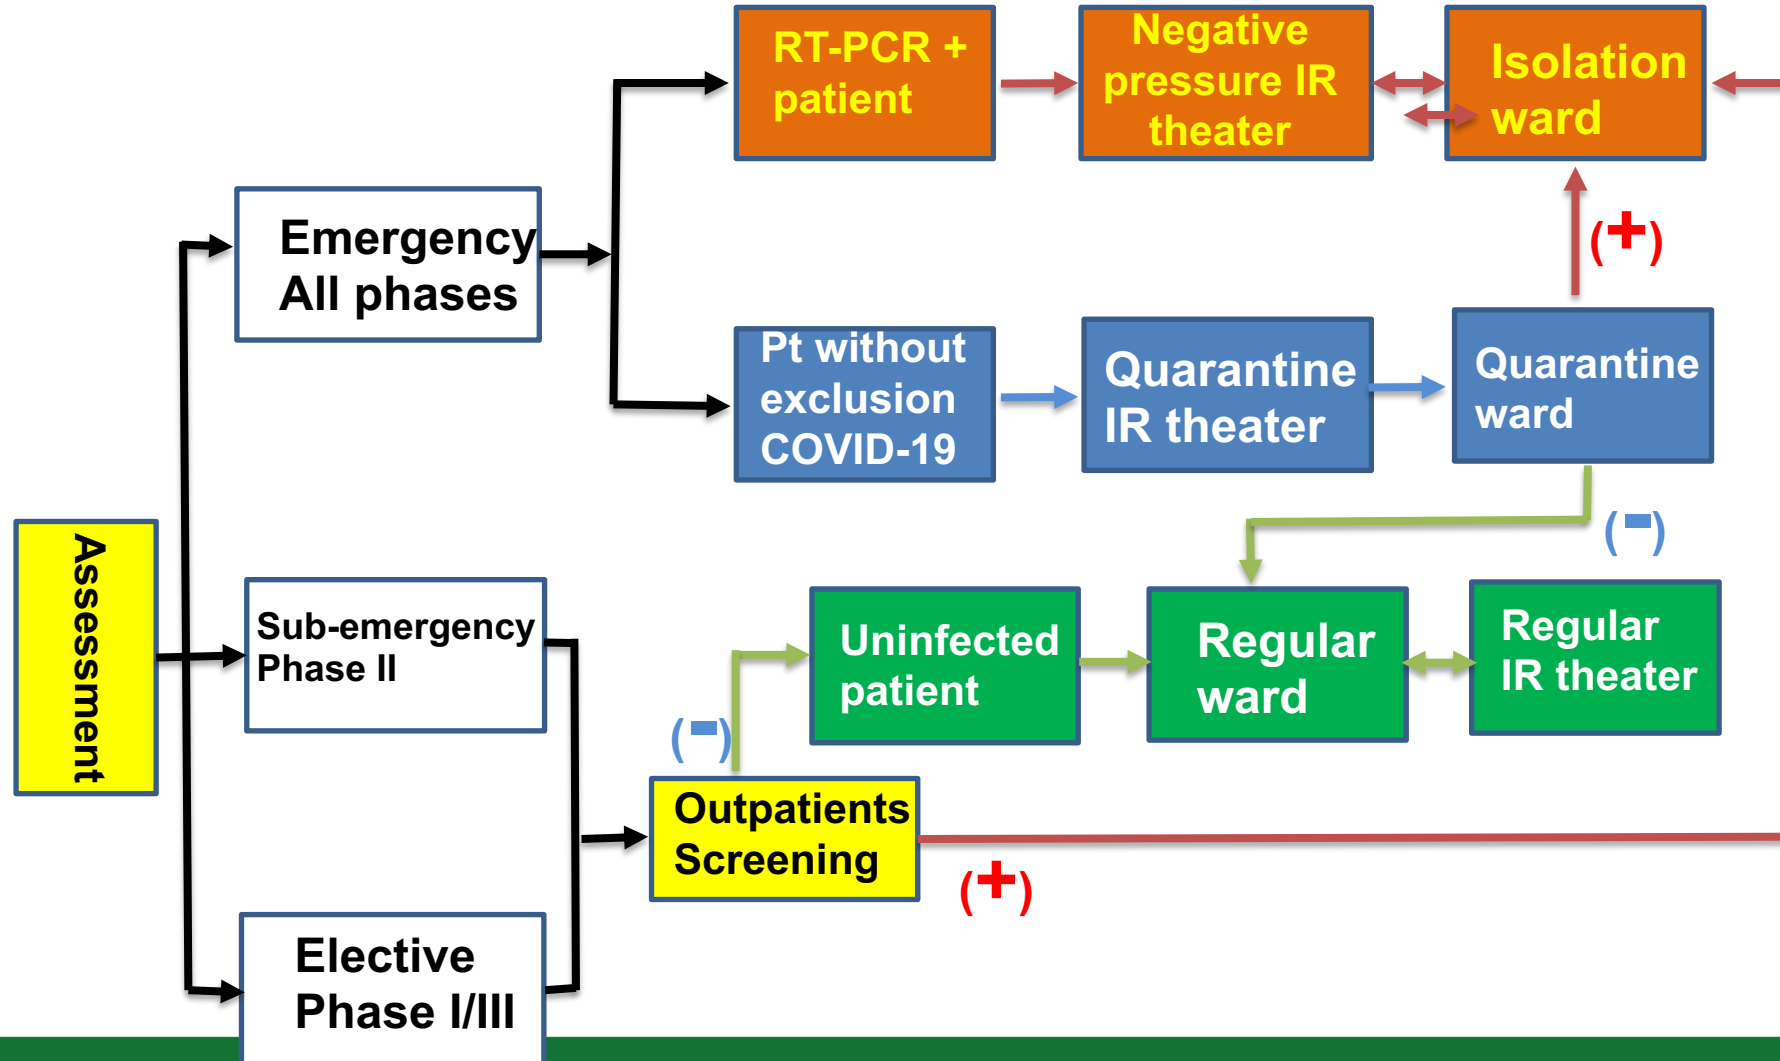 RT-PCR +
patient
Negative
pressure IR
theater
Isolation
ward
Emergency
All phases
(+)
Pt without
exclusion
COVID-19
Quarantine
IR theater
Quarantine
ward
(-)
Assessment
Sub-emergency
Phase II
Uninfected
patient
Regular
ward
Regular
IR theater
(-)
Outpatients
Screening
(+)
Elective
Phase I/III